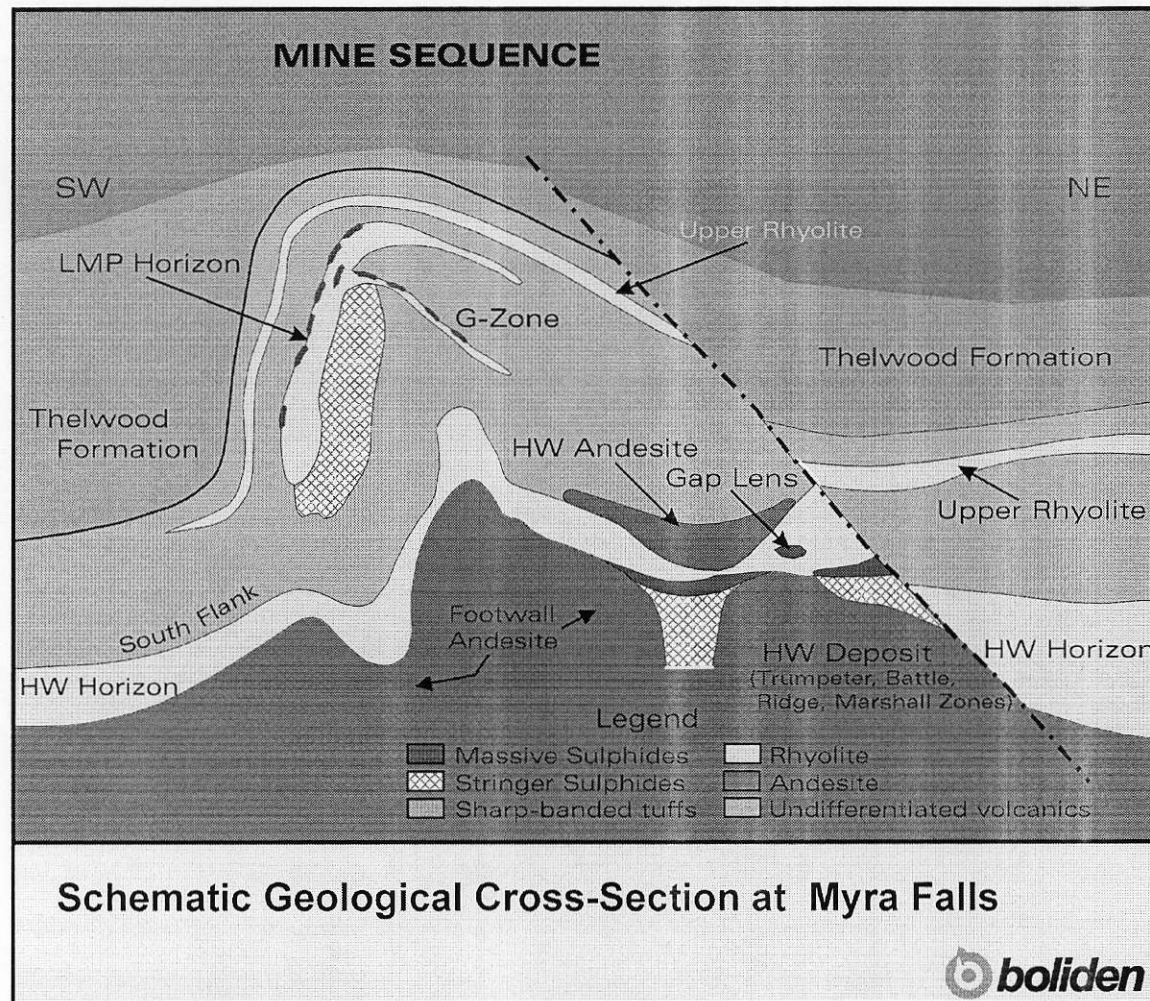 MINE SEQUENCE
SW
NE
Upper Rhyolite
LMP Horizon
G-Zone
Thelwood Formation
Thelwood
Formation
HW Andesite
Gap Lens
Upper Rhyolite
South Flank
Footwall
Andesite
HW Horizon
HW Deposit
(Trumpeter, Battle,
Ridge, Marshall Zones)
HW Horizon
Legend
Massive Sulphides
Rhyolite
Stringer Sulphides
Andesite
Sharp-banded tuffs
Undifferentiated volcanics
Schematic Geological Cross-Section at Myra Falls
boliden